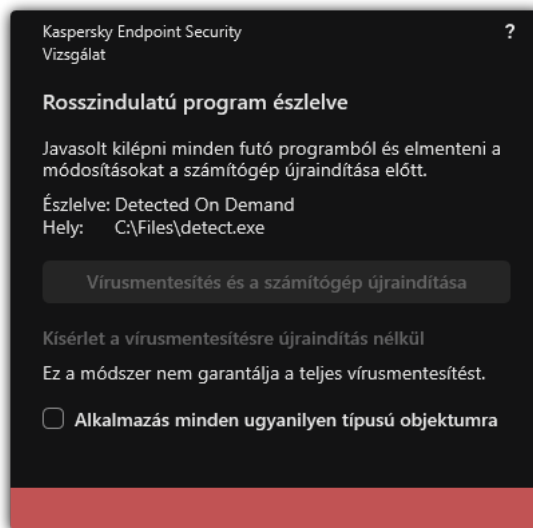 Kaspersky Endpoint Security
?
Vizsgálat
Rosszindulatú program észlelve
Javasolt kilépni minden futó programból és elmenteni a
módosításokat a számítógép újraindítása előtt.
Észlelve: Detected On Demand
Hely: C:\Files\detect.exe
Vírusmentesítés és a számítógép újraindítása
Kísérlet a vírusmentesítésre újraindítás nélkül
Ez a módszer nem garantálja a teljes vírusmentesítést.
Alkalmazás minden ugyanilyen típusú objektumra